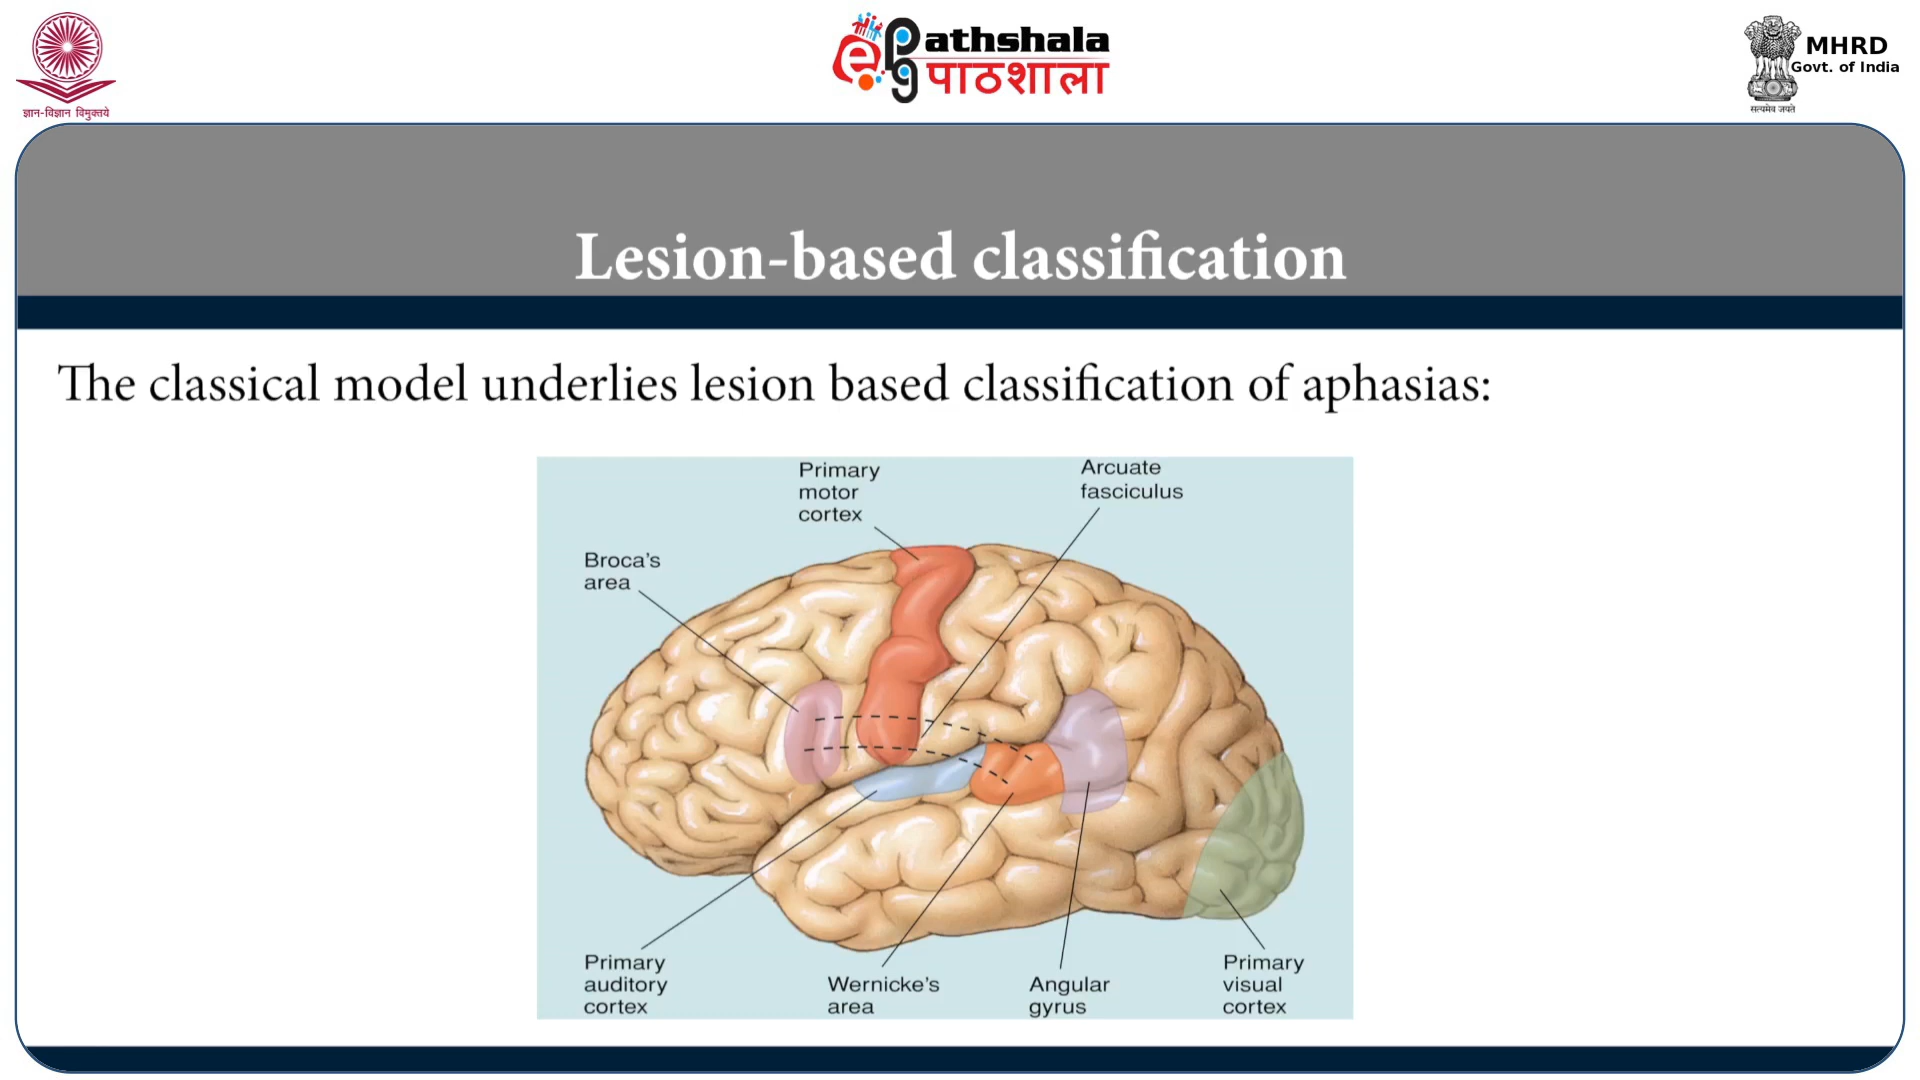 ज्ञान-विज्ञान विमुक्तये
ePathshala
पाठशाला
MHRD
Govt. of India
सत्यमेव जयते
Lesion-based classification
The classical model underlies lesion based classification of aphasias:
Primary
motor
cortex
Arcuate
fasciculus
Broca's
area
Primary
auditory
cortex
Wernicke's
area
Angular
gyrus
Primary
visual
cortex